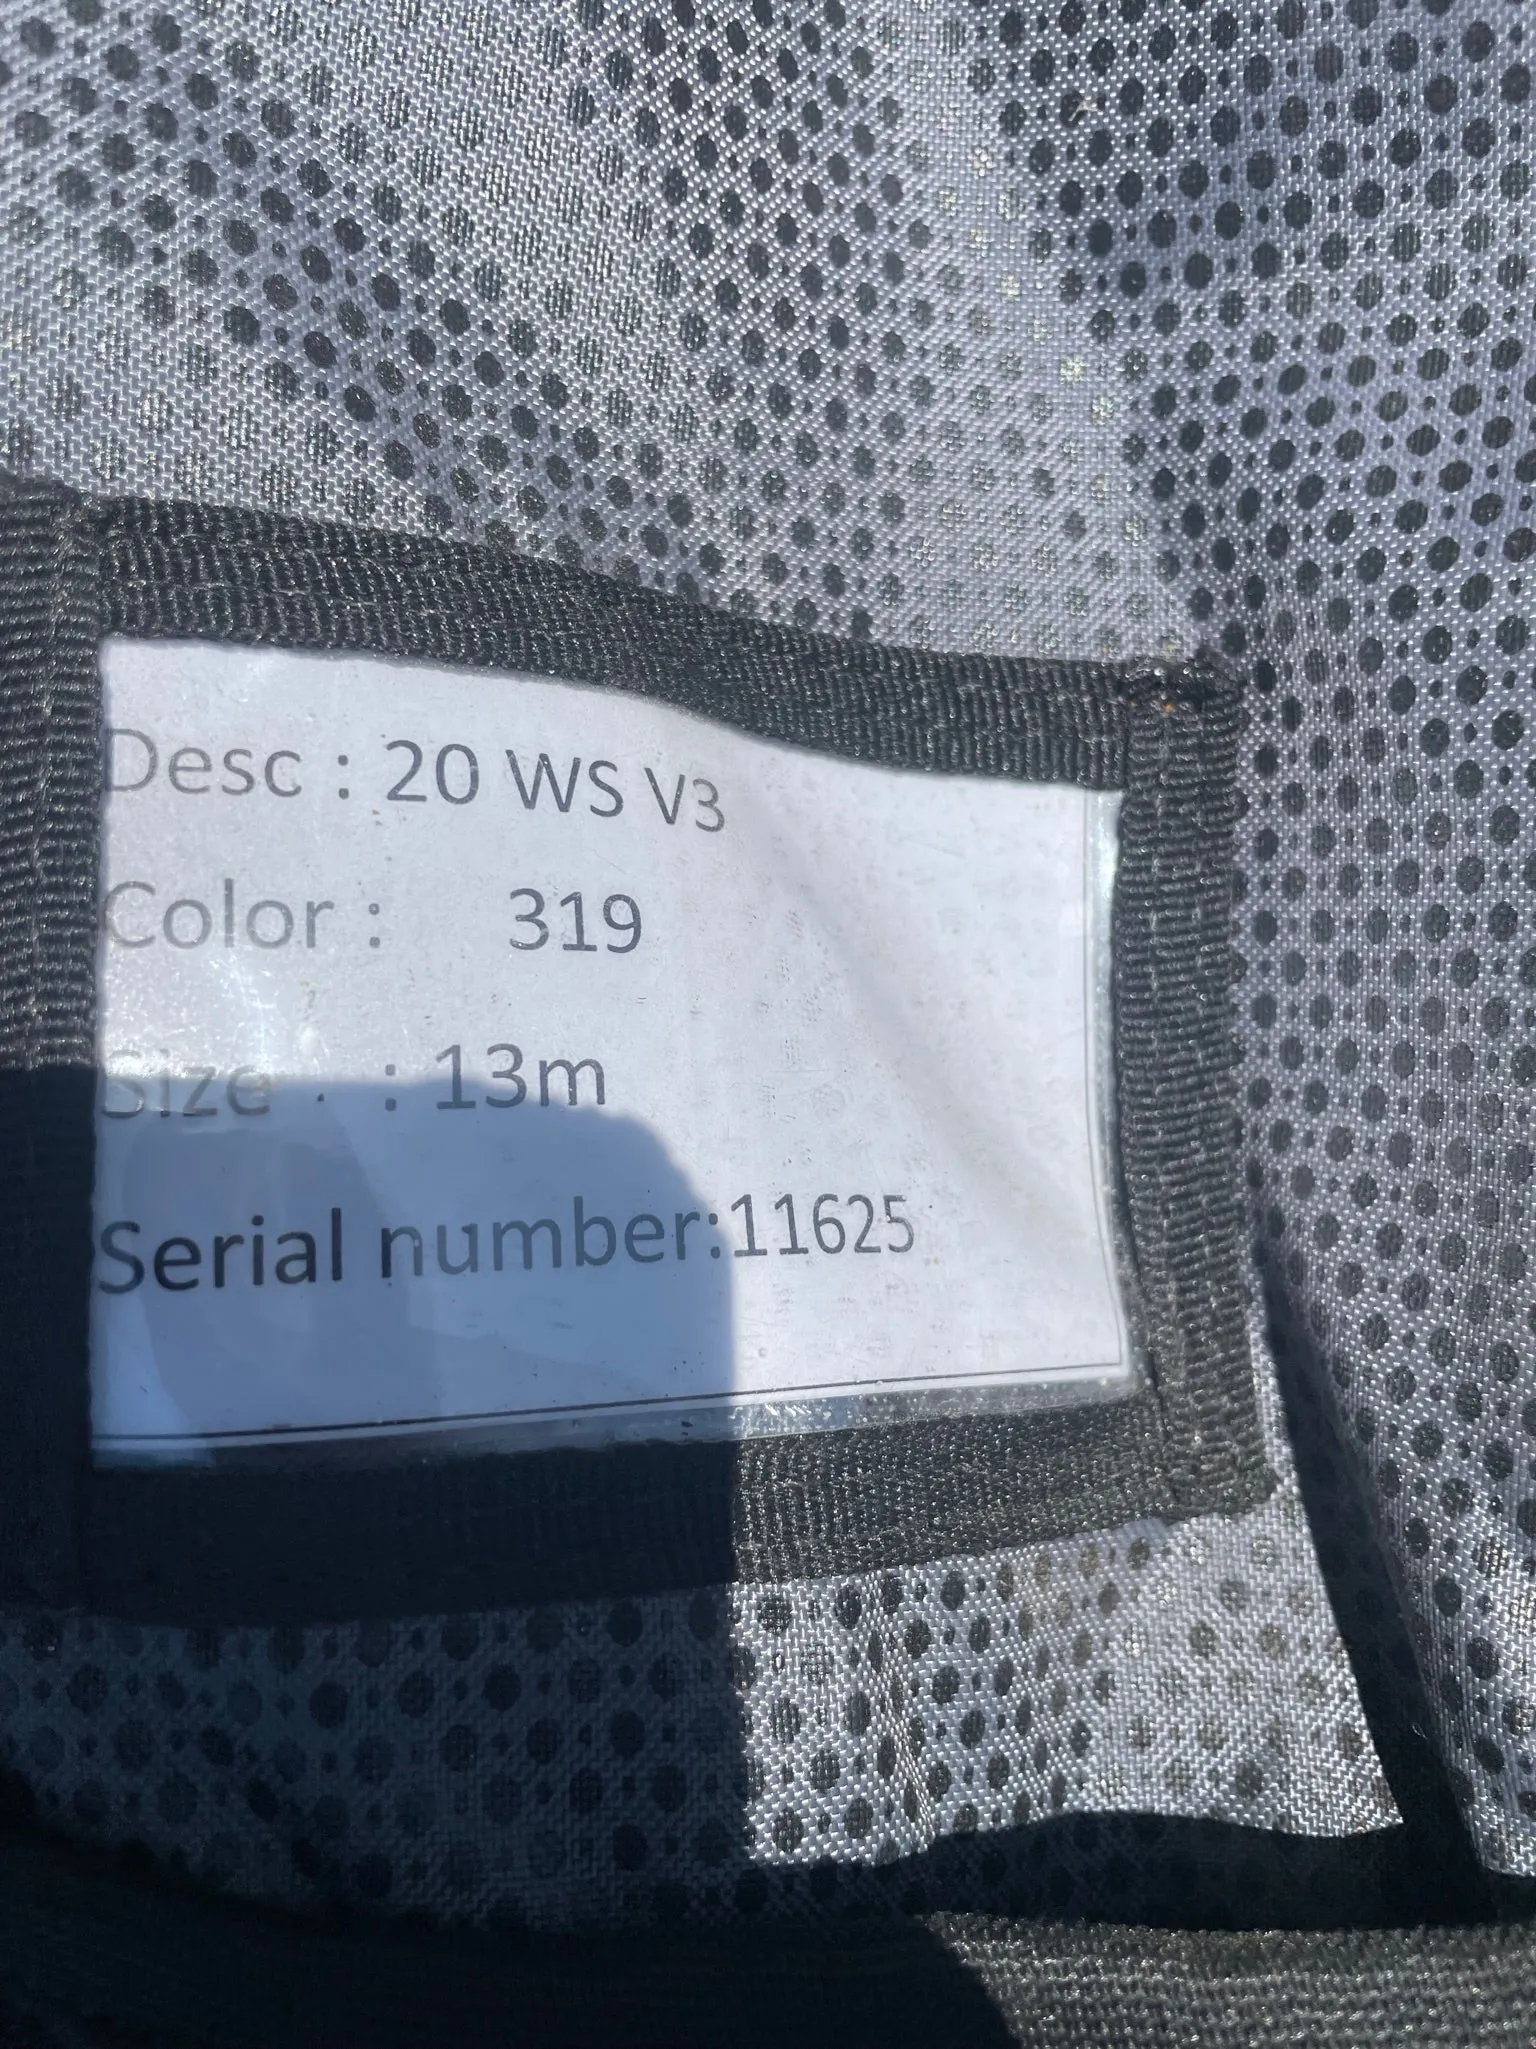 Desc : 20 WS V3
Color : 319
Size : 13m
Serial number:11625